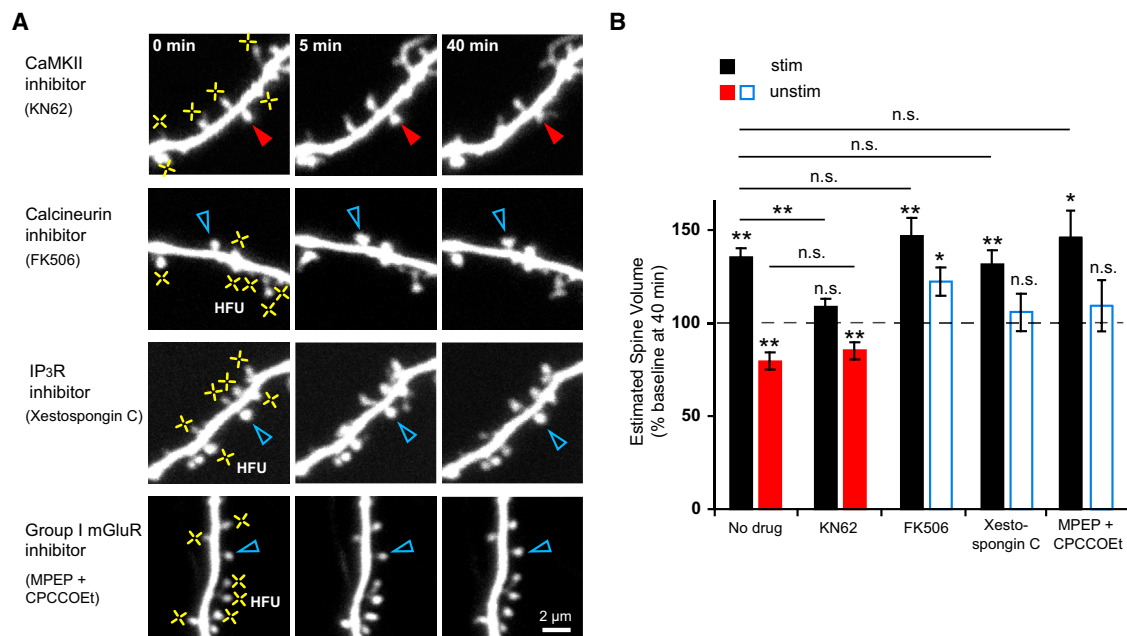 A
CaMKII
inhibitor
(KN62)
0 min
5 min
40 min
Calcineurin
inhibitor
(FK506)
HFU
IP₃R
inhibitor
(Xestospongin C)
HFU
Group I mGluR
inhibitor
(MPEP +
CPCCOEt)
HFU
2 μm
B
stim
unstim
n.s.
n.s.
n.s.
**
n.s.
**
**
n.s.
**
**
*
**
n.s.
*
n.s.
Estimated Spine Volume
(% baseline at 40 min)
150
100
50
0
No drug
KN62
FK506
Xesto-
spongin C
MPEP +
CPCCOEt